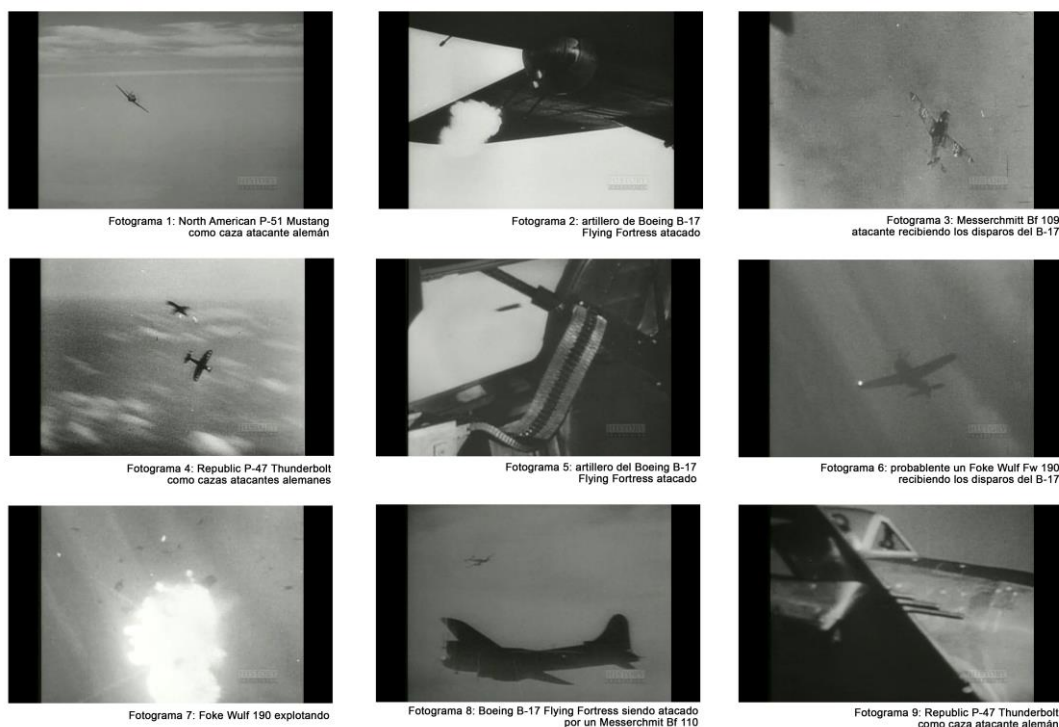 Fotograma 1: North American P-51 Mustang
como caza atacante alemán
Fotograma 2: artillero de Boeing B-17
Flying Fortress atacado
Fotograma 3: Messerchmitt Bf 109
atacante recibiendo los disparos del B-17
Fotograma 4: Republic P-47 Thunderbolt
como cazas atacantes alemanes
Fotograma 5: artillero del Boeing B-17
Flying Fortress atacado
Fotograma 6: probablente un Foke Wulf Fw 190
recibiendo los disparos del B-17
Fotograma 7: Foke Wulf 190 explotando
Fotograma 8: Boeing B-17 Flying Fortress siendo atacado
por un Messerchmit Bf 110
Fotograma 9: Republic P-47 Thunderbolt
como caza atacante alemán